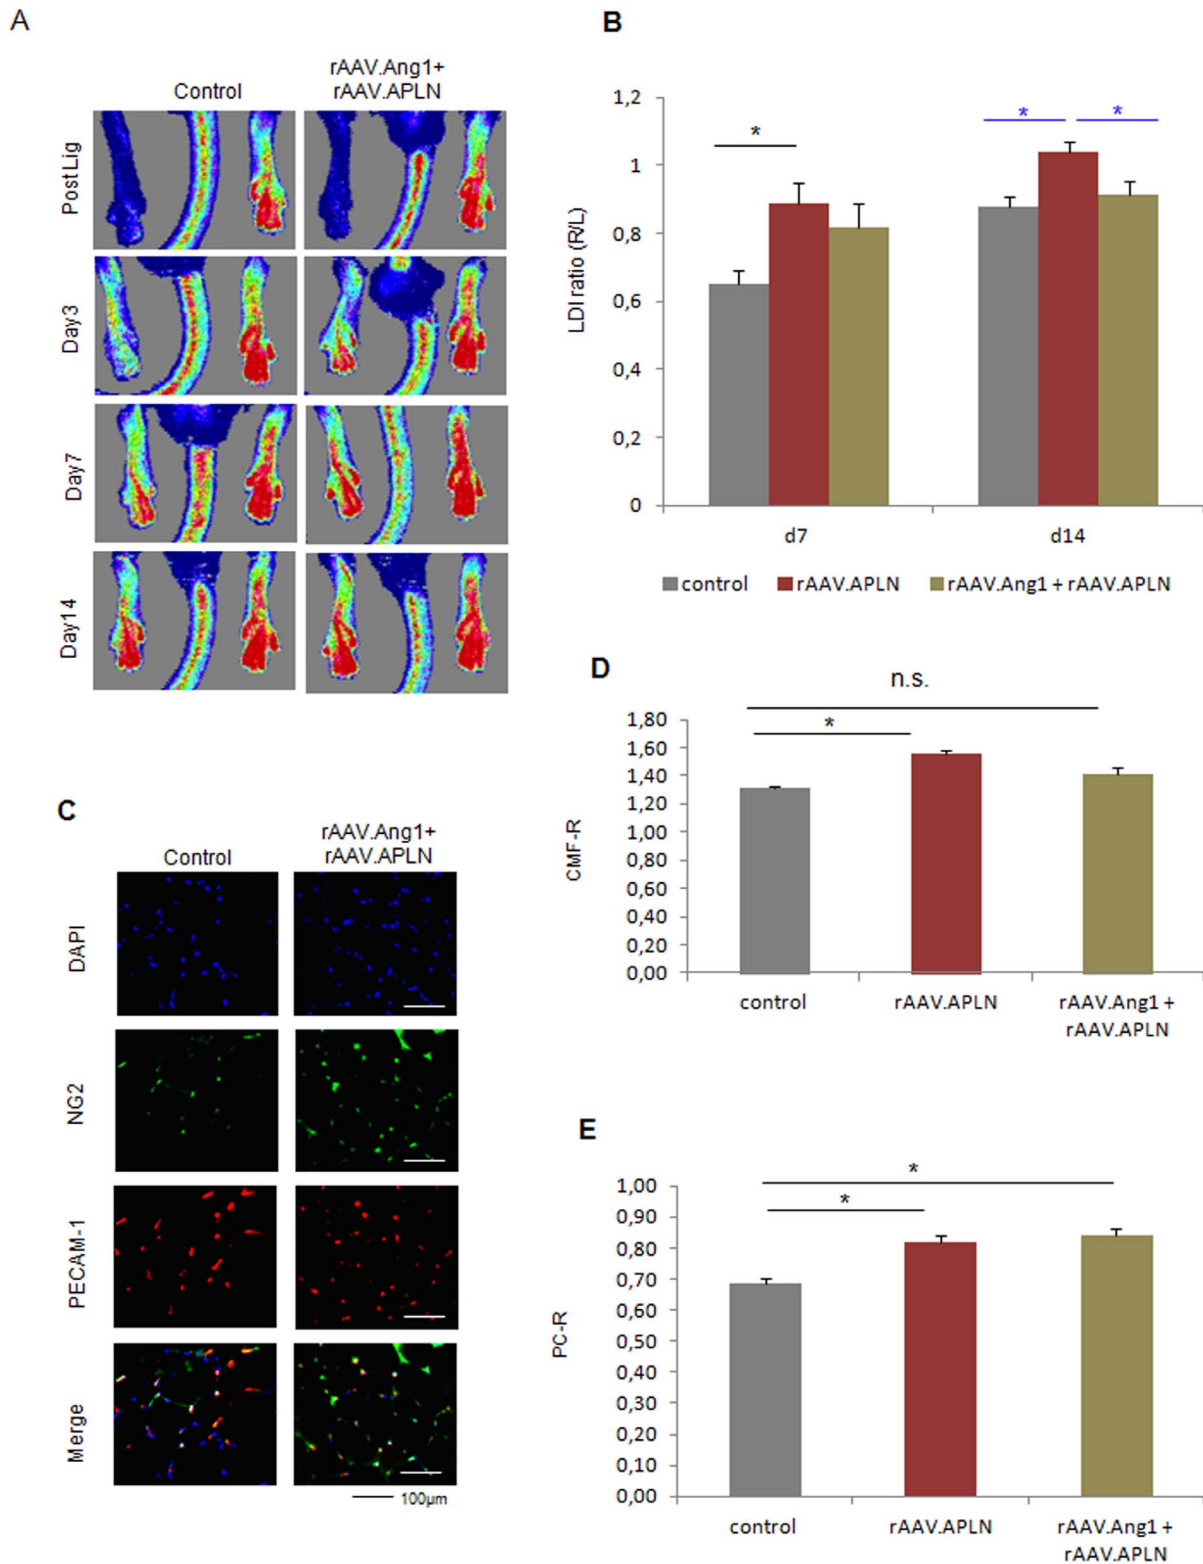 A
Control
rAAV.Ang1+
rAAV.APLN
Post Lig
Day3
Day7
Day14
B
LDI ratio (R/L)
1,2
1
0,8
0,6
0,4
0,2
0
*
*
*
d7
d14
control
rAAV.APLN
rAAV.Ang1 + rAAV.APLN
C
Control
rAAV.Ang1+
rAAV.APLN
DAPI
NG2
PECAM-1
Merge
100µm
D
n.s.
*
CMF-R
1,80
1,60
1,40
1,20
1,00
0,80
0,60
0,40
0,20
0,00
control
rAAV.APLN
rAAV.Ang1 +
rAAV.APLN
E
*
*
PC-R
1,00
0,90
0,80
0,70
0,60
0,50
0,40
0,30
0,20
0,10
0,00
control
rAAV.APLN
rAAV.Ang1 +
rAAV.APLN